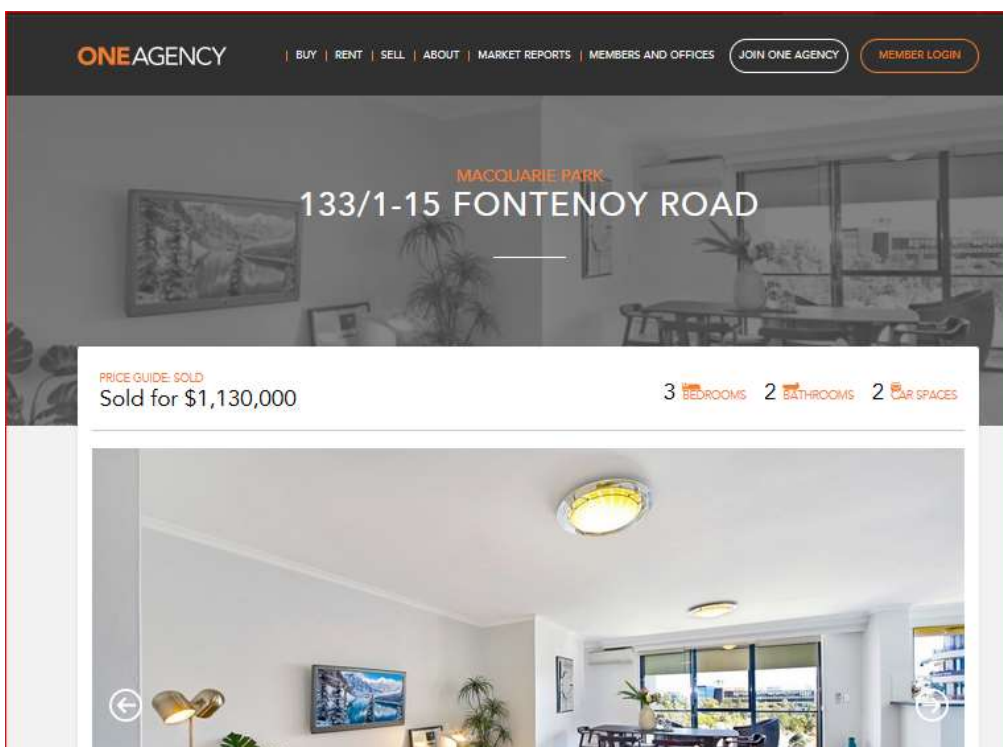 ONEAGENCY
| BUY | RENT | SELL | ABOUT | MARKET REPORTS | MEMBERS AND OFFICES
JOIN ONE AGENCY
MEMBER LOGIN
MACQUARIE PARK
133/1-15 FONTENOY ROAD
PRICE GUIDE: SOLD
Sold for $1,130,000
3 BEDROOMS 2 BATHROOMS 2 CAR SPACES